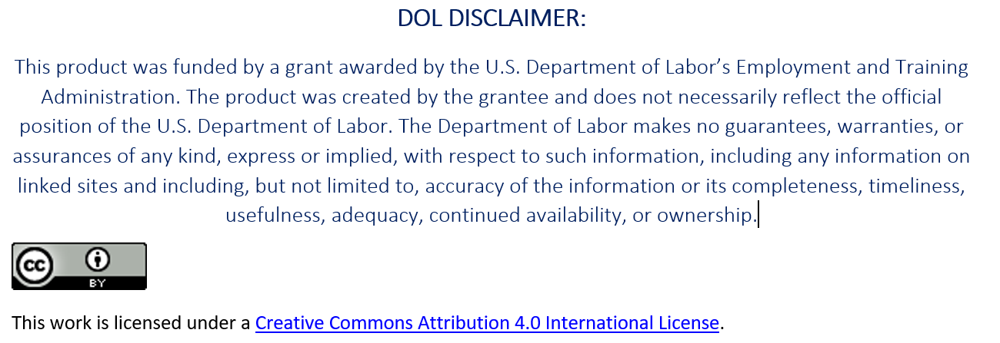 DOL DISCLAIMER:
This product was funded by a grant awarded by the U.S. Department of Labor’s Employment and Training
Administration. The product was created by the grantee and does not necessarily reflect the official
position of the U.S. Department of Labor. The Department of Labor makes no guarantees, warranties, or
assurances of any kind, express or implied, with respect to such information, including any information on
linked sites and including, but not limited to, accuracy of the information or its completeness, timeliness,
usefulness, adequacy, continued availability, or ownership.
cc
BY
This work is licensed under a Creative Commons Attribution 4.0 International License.